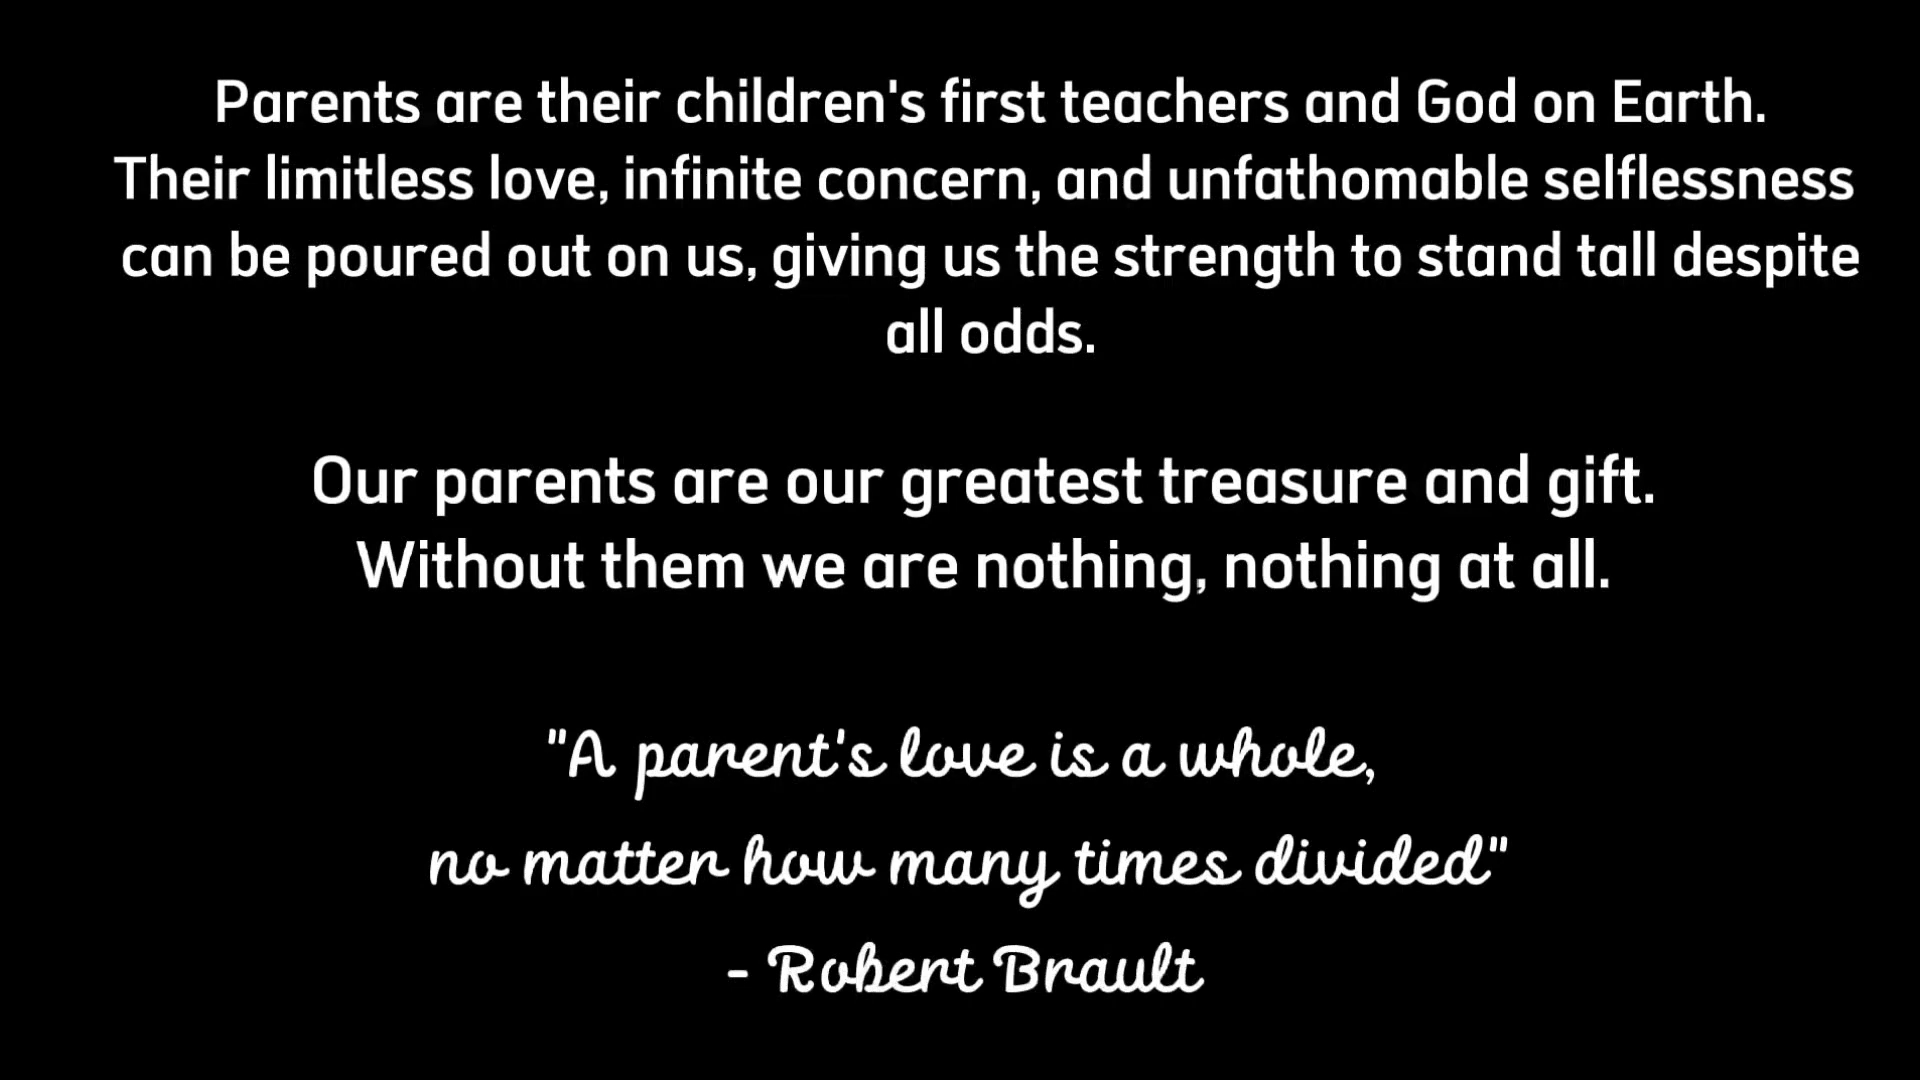 Parents are their children's first teachers and God on Earth.
Their limitless love, infinite concern, and unfathomable selflessness
can be poured out on us, giving us the strength to stand tall despite
all odds.
Our parents are our greatest treasure and gift.
Without them we are nothing, nothing at all.
"A parent's love is a whole,
no matter how many times divided"
- Robert Brault